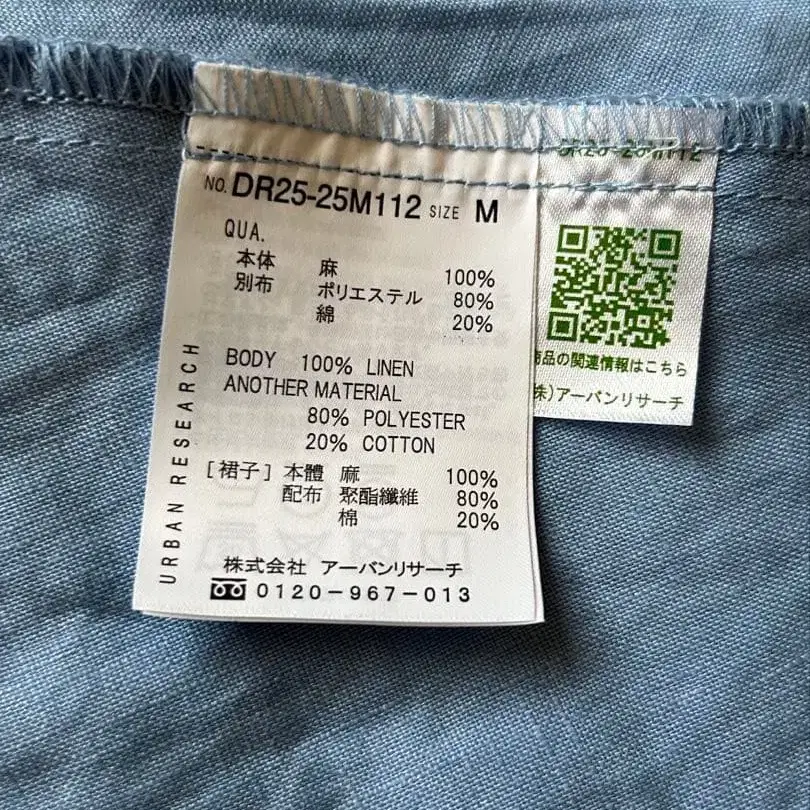 NO. DR25-25M112 SIZE M
QUA.
本体 麻 100%
別布 ポリエステル 80%
綿 20%
BODY 100% LINEN
ANOTHER MATERIAL
80% POLYESTER
20% COTTON
[裙子] 本體 麻 100%
配布 聚酯纖維 80%
棉 20%
株式会社 アーバンリサーチ
0120-967-013
URBAN RESEARCH
DR25-25M112
商品の関連情報はこちら
株)アーバンリサーチ